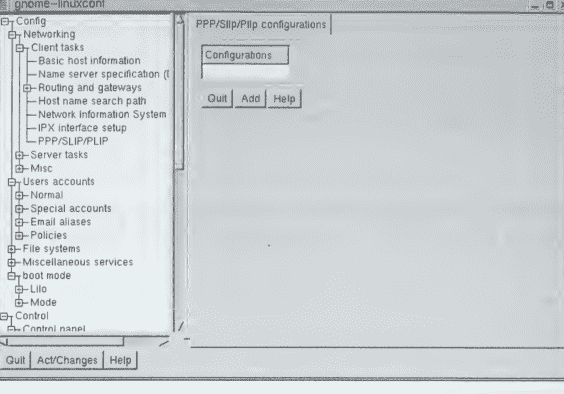 gnome-linuxconf
Config
Networking
Client tasks
Basic host information
Name server specification (
Routing and gateways
Host name search path
Network Information System
IPX interface setup
PPP/SLIP/PLIP
Server tasks
Misc
Users accounts
Normal
Special accounts
Email aliases
Policies
File systems
Miscellaneous services
boot mode
Lilo
Mode
Control
Control panel
Quit Act/Changes Help
PPP/Slip/Plip configurations
Configurations
Quit Add Help